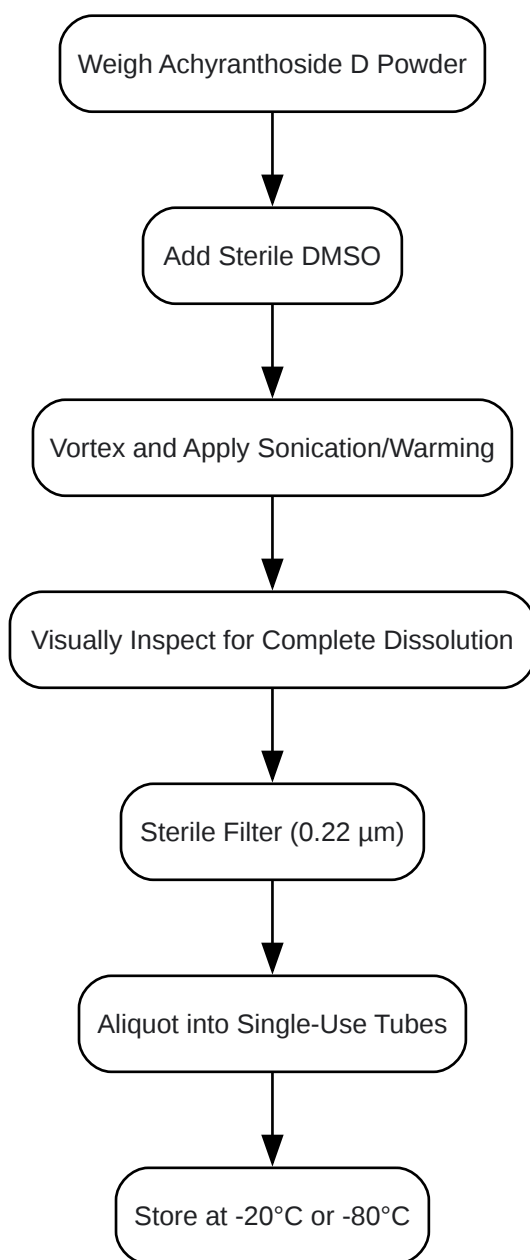 Weigh Achyranthoside D Powder
Add Sterile DMSO
Vortex and Apply Sonication/Warming
Visually Inspect for Complete Dissolution
Sterile Filter (0.22 µm)
Aliquot into Single-Use Tubes
Store at -20°C or -80°C